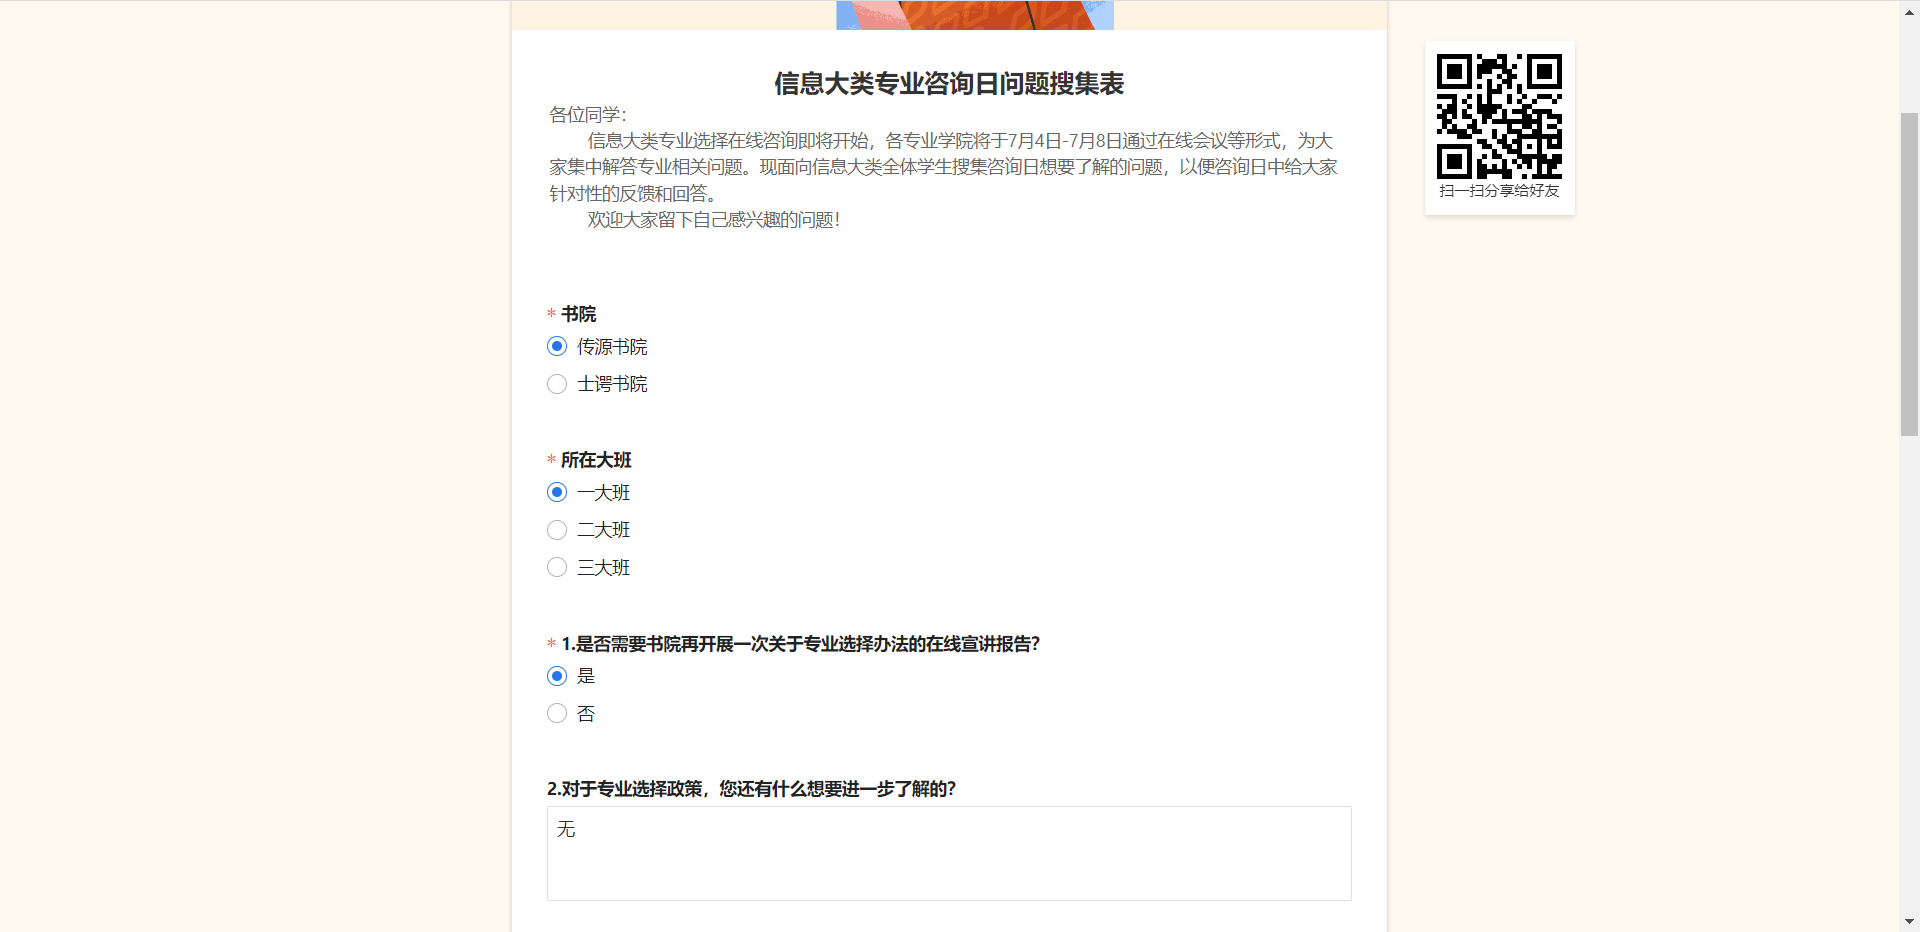 信息大类专业咨询日问题搜集表
各位同学：
信息大类专业选择在线咨询即将开始，各专业学院将于7月4日-7月8日通过在线会议等形式，为大
家集中解答专业相关问题。现面向信息大类全体学生搜集咨询日想要了解的问题，以便咨询日中给大家
针对性的反馈和回答。
欢迎大家留下自己感兴趣的问题！
扫一扫分享给好友
* 书院
传源书院
士谔书院
* 所在大班
一大班
二大班
三大班
* 1.是否需要书院再开展一次关于专业选择办法的在线宣讲报告？
是
否
2.对于专业选择政策，您还有什么想要进一步了解的？
无